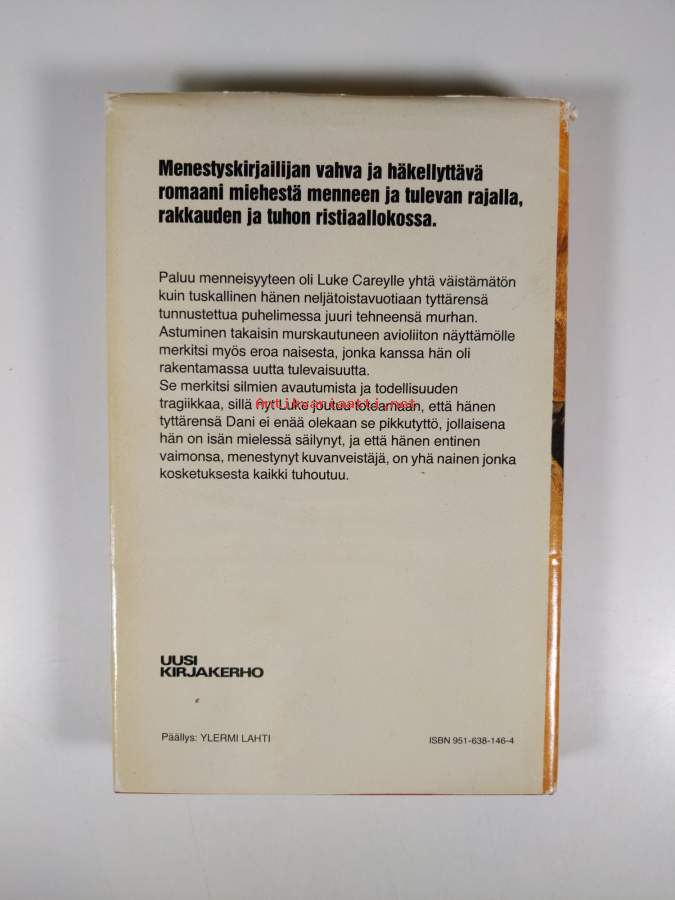 Menestyskirjailijan vahva ja häkellyttävä
romaani miehestä menneen ja tulevan rajalla,
rakkauden ja tuhon ristiaallokossa.
Paluu menneisyyteen oli Luke Careylle yhtä väistämätön
kuin tuskallinen hänen neljätoistavuotiaan tyttärensä
tunnustettua puhelimessa juuri tehneensä murhan.
Astuminen takaisin murskautuneen avioliiton näyttämölle
merkitsi myös eroa naisesta, jonka kanssa hän oli
rakentamassa uutta tulevaisuutta.
Se merkitsi silmien avautumista ja todellisuuden
tragiikkaa, sillä nyt Luke joutuu toteamaan, että hänen
Antikvariaatti.net
tyttärensä Dani ei enää olekaan se pikkutyttö, jollaisena
hän on isän mielessä säilynyt, ja että hänen entinen
vaimonsa, menestynyt kuvanveistäjä, on yhä nainen jonka
kosketuksesta kaikki tuhoutuu.
UUSI
KIRJAKERHO
Päällys: YLERMI LAHTI
ISBN 951-638-146-4